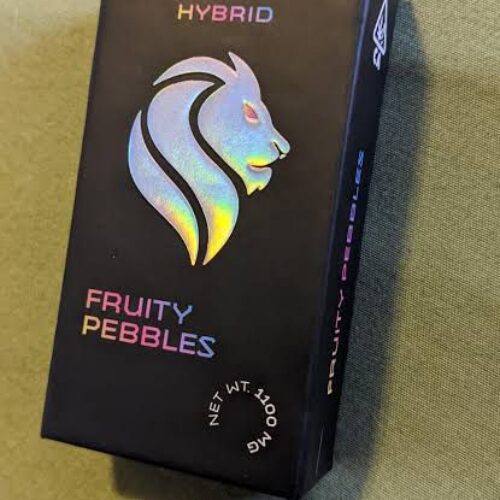 HYBRID
FRUITY
PEBBLES
NET WT. 1100 MG
FRUITY PEBBLES